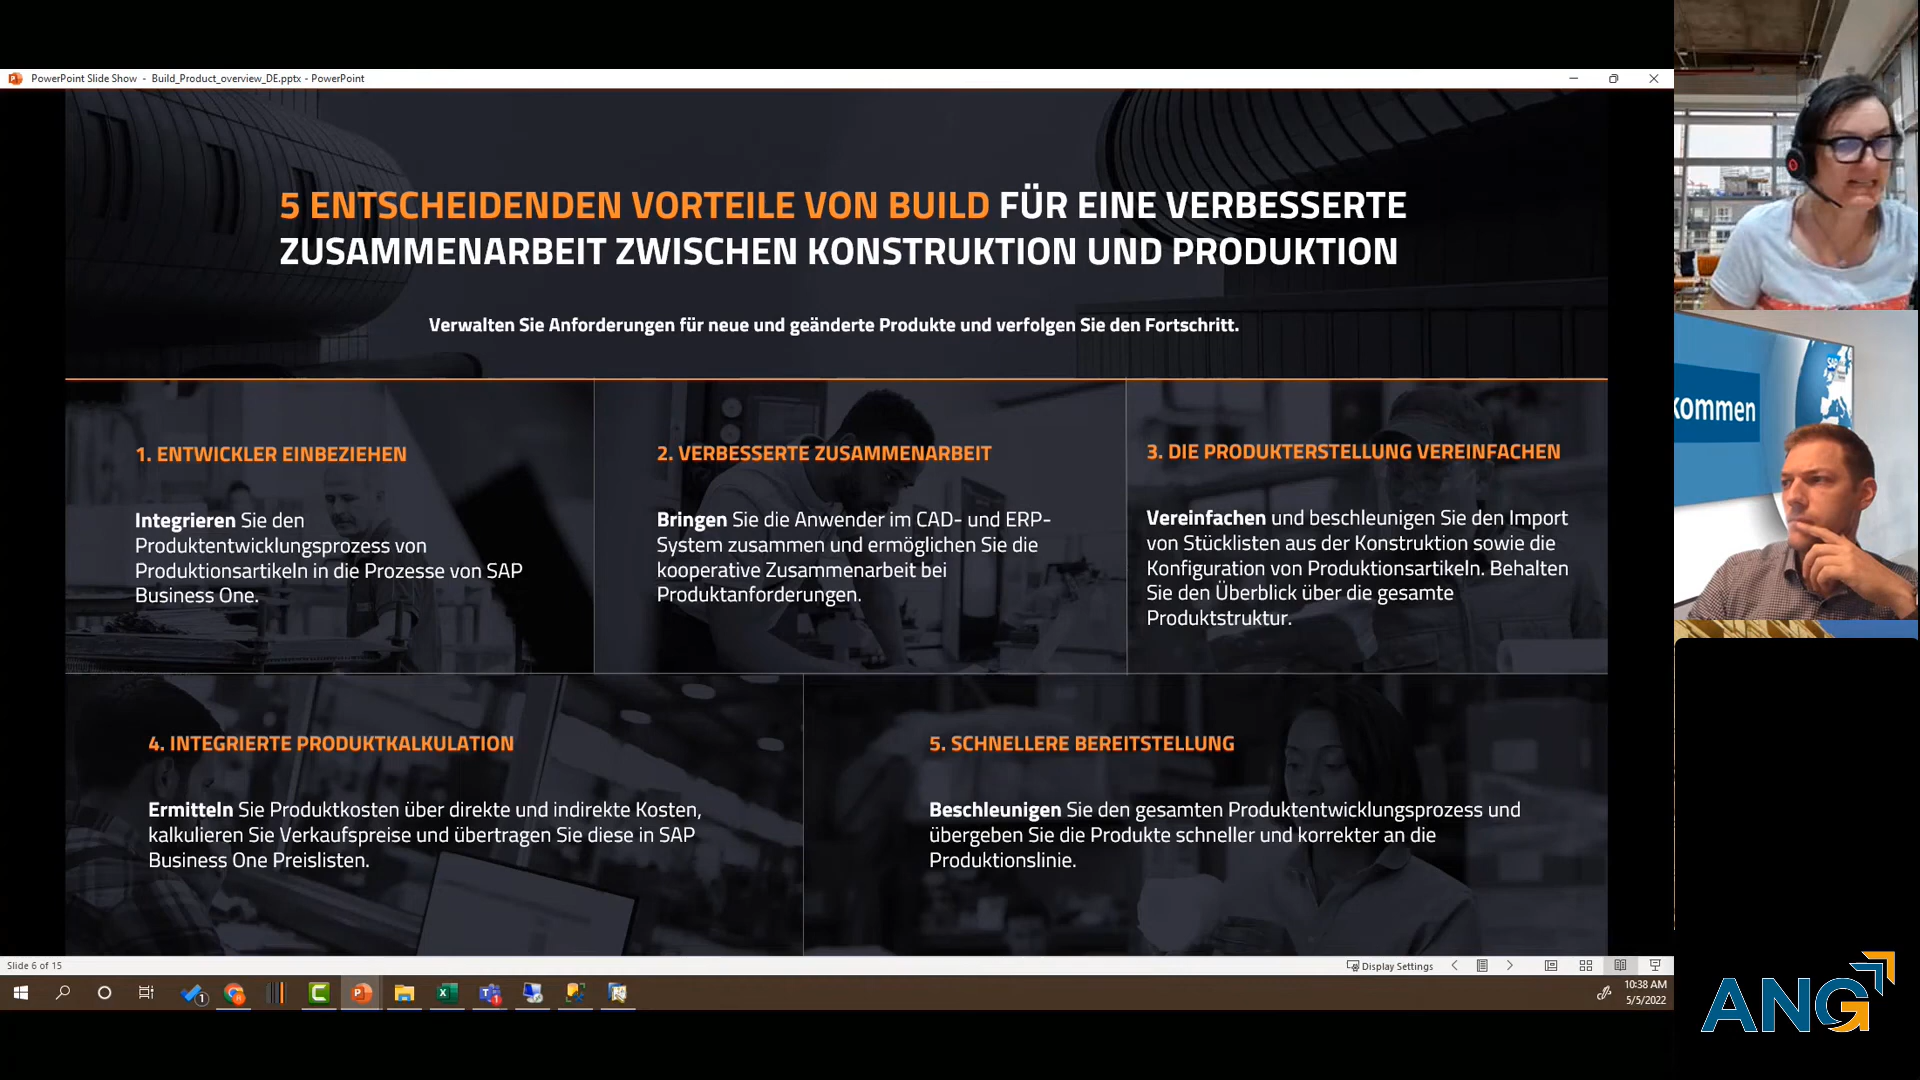 PowerPoint Slide Show - Build_Product_overview_DE.pptx - PowerPoint
5 ENTSCHEIDENDEN VORTEILE VON BUILD FÜR EINE VERBESSERTE
ZUSAMMENARBEIT ZWISCHEN KONSTRUKTION UND PRODUKTION
Verwalten Sie Anforderungen für neue und geänderte Produkte und verfolgen Sie den Fortschritt.
1. ENTWICKLER EINBEZIEHEN
Integrieren Sie den
Produktentwicklungsprozess von
Produktionsartikeln in die Prozesse von SAP
Business One.
2. VERBESSERTE ZUSAMMENARBEIT
Bringen Sie die Anwender im CAD- und ERP-
System zusammen und ermöglichen Sie die
kooperative Zusammenarbeit bei
Produktanforderungen.
3. DIE PRODUKTERSTELLUNG VEREINFACHEN
Vereinfachen und beschleunigen Sie den Import
von Stücklisten aus der Konstruktion sowie die
Konfiguration von Produktionsartikeln. Behalten
Sie den Überblick über die gesamte
Produktstruktur.
4. INTEGRIERTE PRODUKTKALKULATION
Ermitteln Sie Produktkosten über direkte und indirekte Kosten,
kalkulieren Sie Verkaufspreise und übertragen Sie diese in SAP
Business One Preislisten.
5. SCHNELLERE BEREITSTELLUNG
Beschleunigen Sie den gesamten Produktentwicklungsprozess und
übergeben Sie die Produkte schneller und korrekter an die
Produktionslinie.
Slide 6 of 15
Display Settings
10:38 AM
5/5/2022
kommen
SAP
ANG